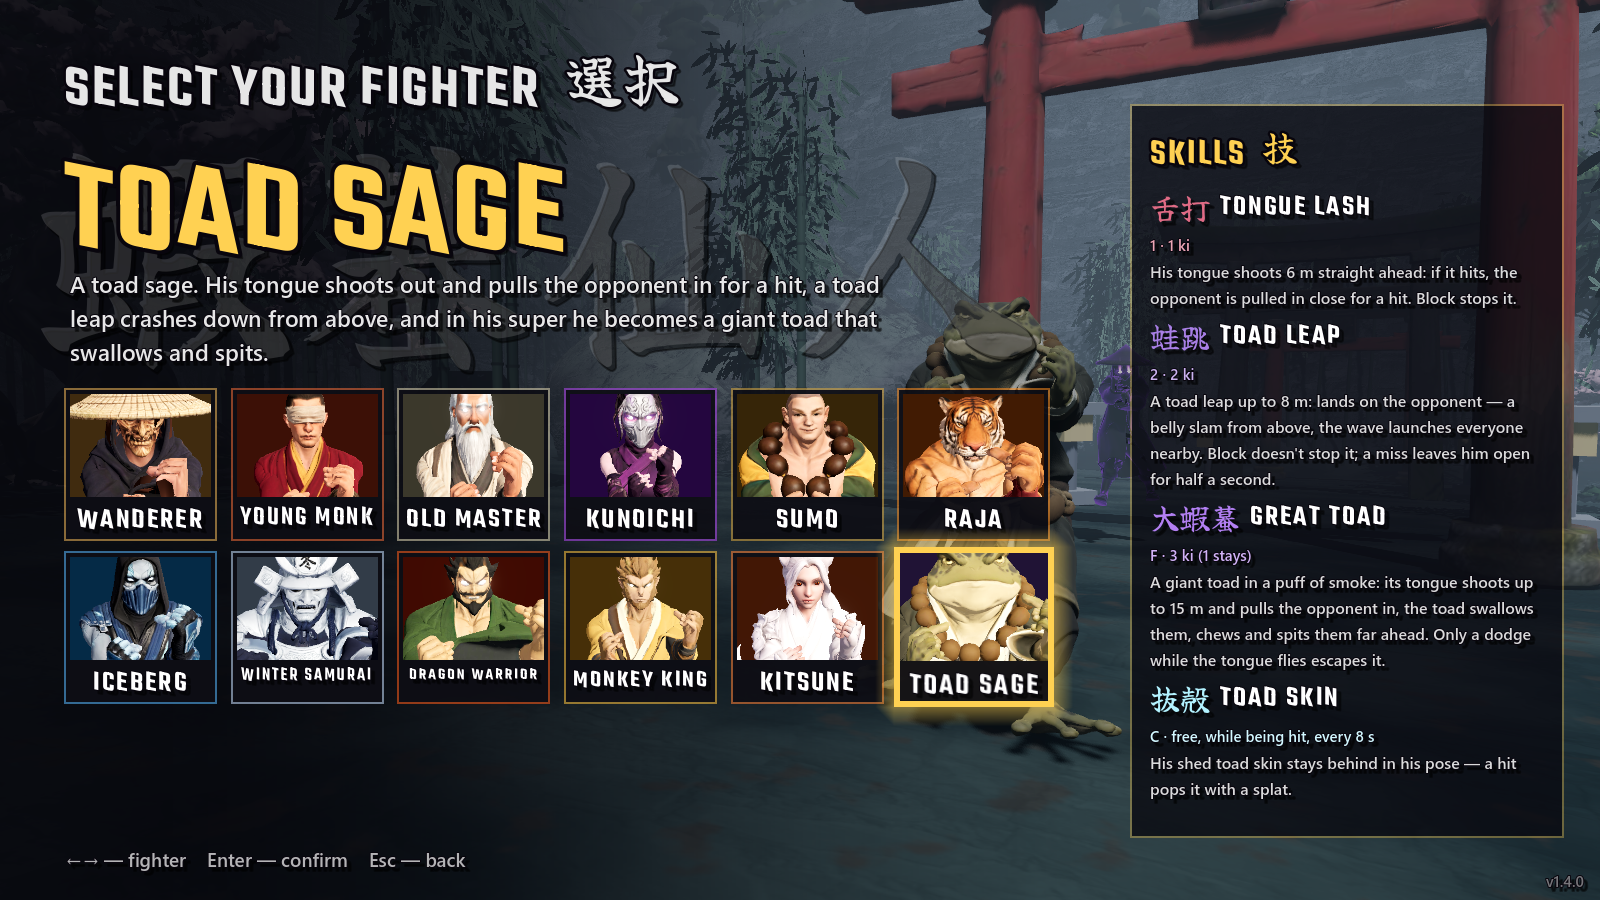 SELECT YOUR FIGHTER 選択
蝦蟇仙人
TOAD SAGE
A toad sage. His tongue shoots out and pulls the opponent in for a hit, a toad
leap crashes down from above, and in his super he becomes a giant toad that
swallows and spits.
WANDERER
YOUNG MONK
OLD MASTER
KUNOICHI
SUMO
RAJA
ICEBERG
WINTER SAMURAI
DRAGON WARRIOR
MONKEY KING
KITSUNE
TOAD SAGE
←→ — fighter Enter — confirm Esc — back
SKILLS 技
舌打 TONGUE LASH
1 · 1 ki
His tongue shoots 6 m straight ahead: if it hits, the
opponent is pulled in close for a hit. Block stops it.
蛙跳 TOAD LEAP
2 · 2 ki
A toad leap up to 8 m: lands on the opponent — a
belly slam from above, the wave launches everyone
nearby. Block doesn't stop it; a miss leaves him open
for half a second.
大蝦蟇 GREAT TOAD
F · 3 ki (1 stays)
A giant toad in a puff of smoke: its tongue shoots up
to 15 m and pulls the opponent in, the toad swallows
them, chews and spits them far ahead. Only a dodge
while the tongue flies escapes it.
抜殻 TOAD SKIN
C · free, while being hit, every 8 s
His shed toad skin stays behind in his pose — a hit
pops it with a splat.
v1.4.0